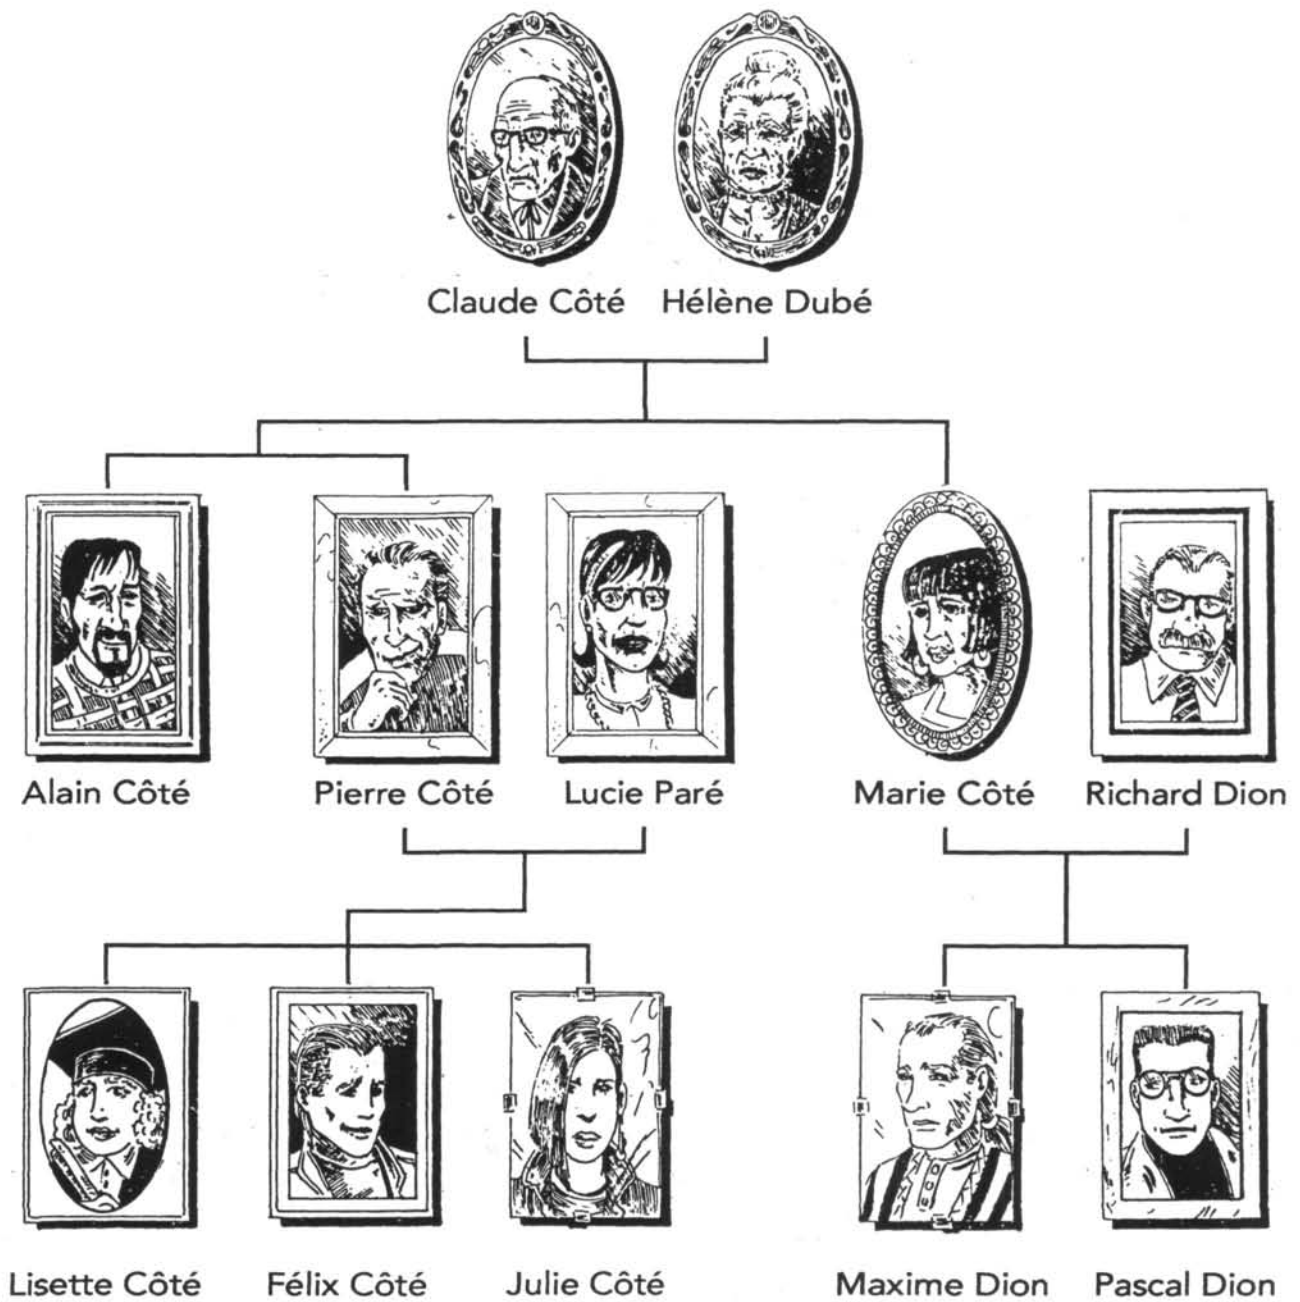 Claude Côté Hélène Dubé
Alain Côté Pierre Côté Lucie Paré Marie Côté Richard Dion
Lisette Côté Félix Côté Julie Côté Maxime Dion Pascal Dion